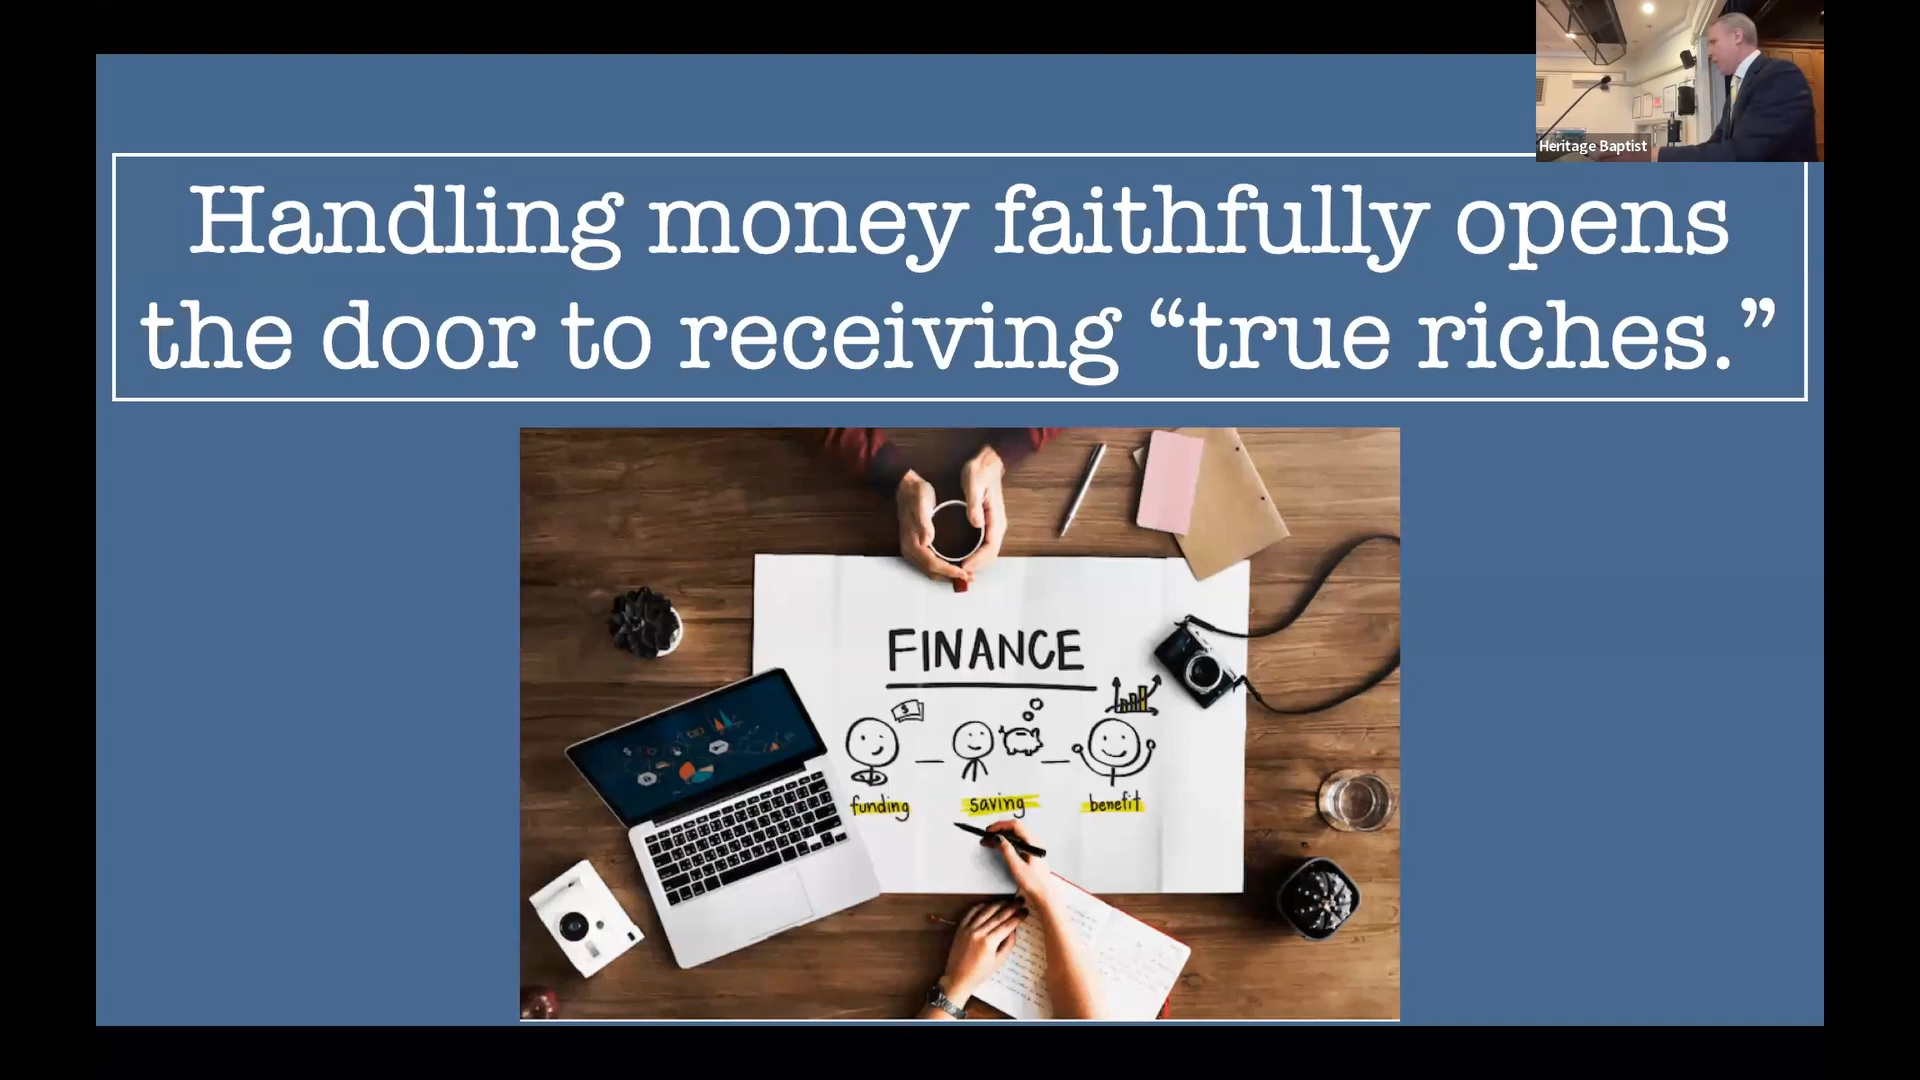 Heritage Baptist
Handling money faithfully opens
the door to receiving “true riches.”
FINANCE
$
funding
saving
benefit